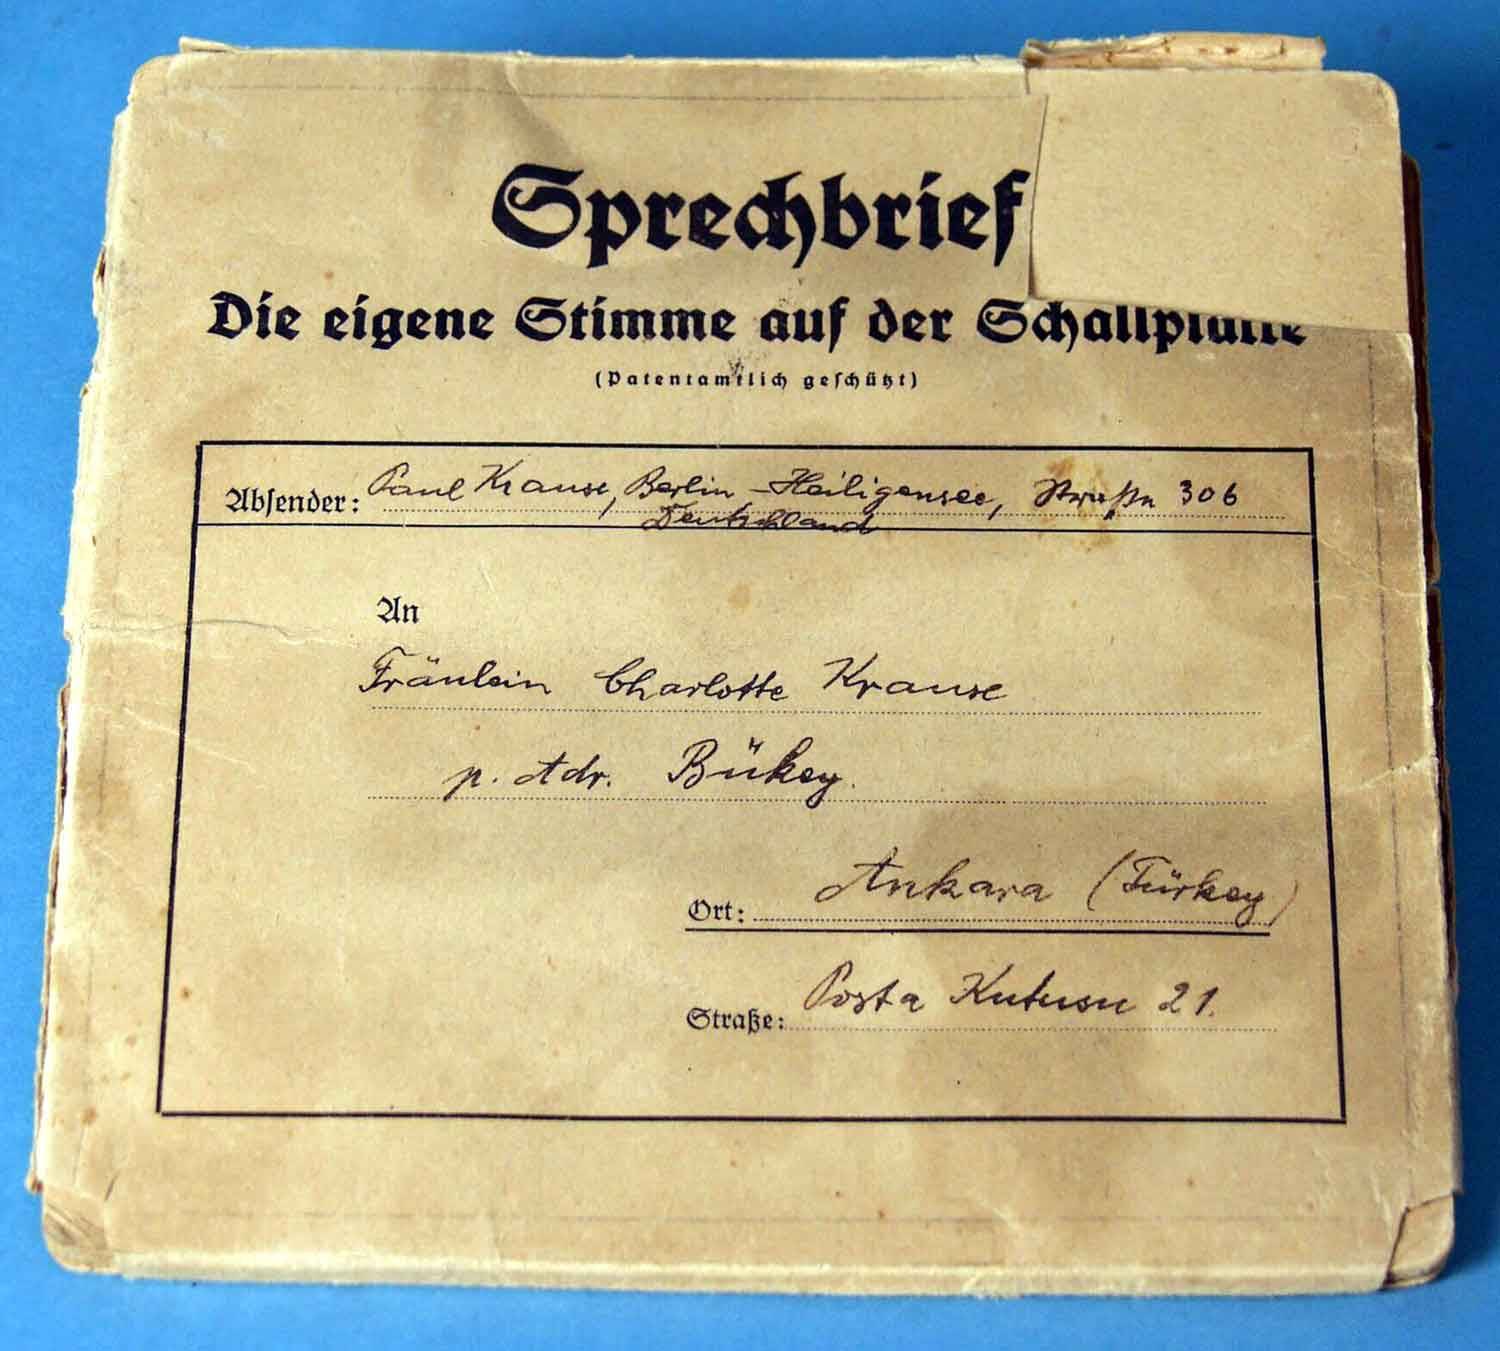 Sprechbrief
Die eigene Stimme auf der Schallplatte
(Patentamtlich geschützt)
Absender: Paul Krause, Berlin-Heiligensee, Straße 306
Deutschland
An
Fräulein Charlotte Krause
p. Adr. Bükey.
Ort: Ankara (Türkey)
Straße: Posta Kutusu 21.